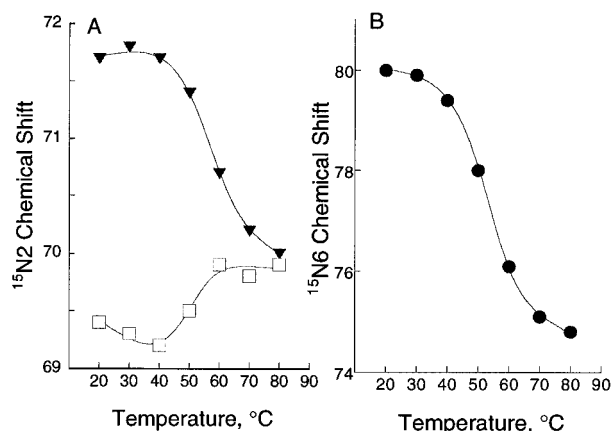 A
72
71
70
69
¹⁵N2 Chemical Shift
20 30 40 50 60 70 80 90
Temperature, °C
B
80
78
76
74
¹⁵N6 Chemical Shift
20 30 40 50 60 70 80 90
Temperature, °C